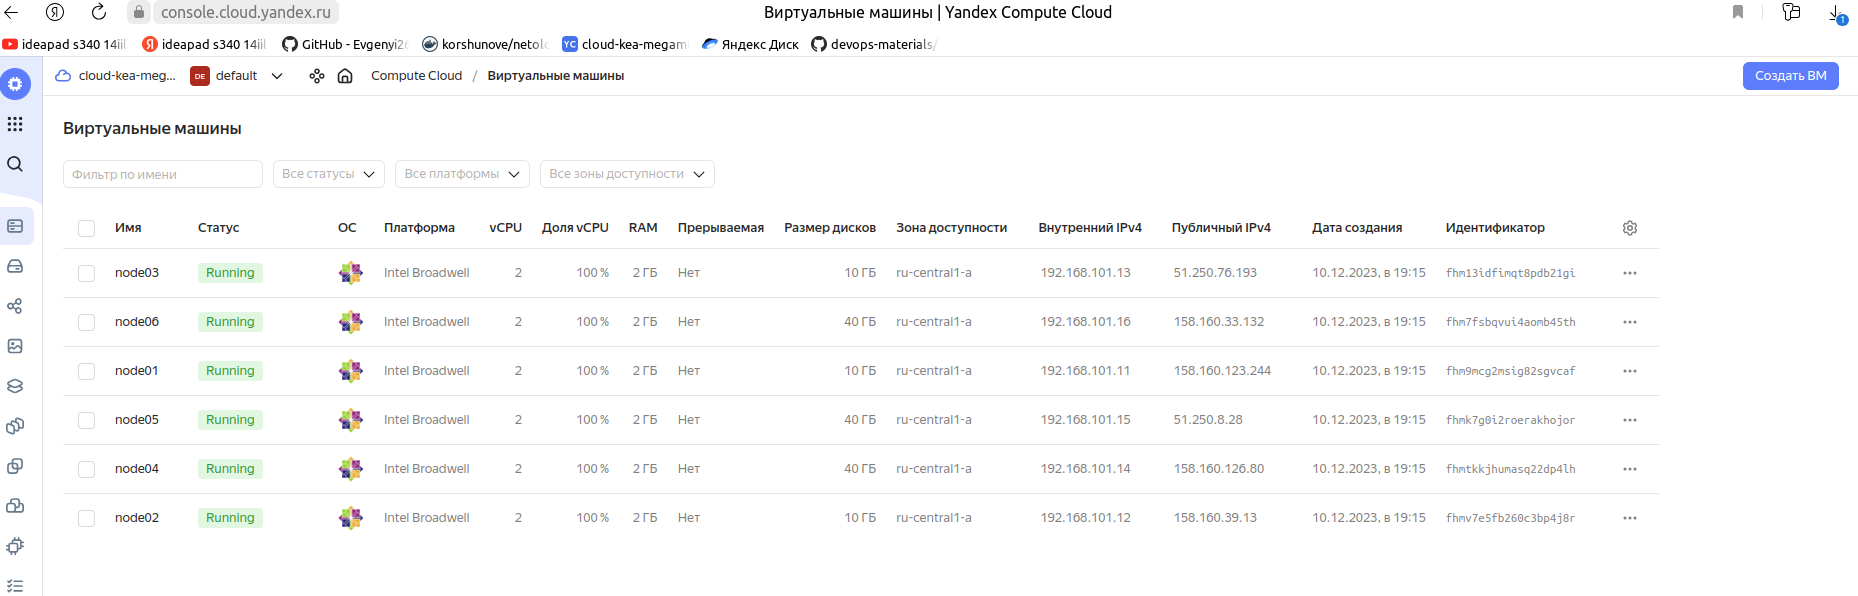 console.cloud.yandex.ru Виртуальные машины | Yandex Compute Cloud 1
ideapad s340 14iil ideapad s340 14iil GitHub - Evgenyi26 korshunove/netolo YC cloud-kea-megam Яндекс Диск devops-materials/
cloud-kea-meg... DE default Compute Cloud / Виртуальные машины Создать ВМ
Виртуальные машины
Фильтр по имени Все статусы Все платформы Все зоны доступности
Имя Статус ОС Платформа vCPU Доля vCPU RAM Прерываемая Размер дисков Зона доступности Внутренний IPv4 Публичный IPv4 Дата создания Идентификатор
node03 Running Intel Broadwell 2 100 % 2 ГБ Нет 10 ГБ ru-central1-a 192.168.101.13 51.250.76.193 10.12.2023, в 19:15 fhm13idfimqt8pdb21gi
node06 Running Intel Broadwell 2 100 % 2 ГБ Нет 40 ГБ ru-central1-a 192.168.101.16 158.160.33.132 10.12.2023, в 19:15 fhm7fsbqvui4aomb45th
node01 Running Intel Broadwell 2 100 % 2 ГБ Нет 10 ГБ ru-central1-a 192.168.101.11 158.160.123.244 10.12.2023, в 19:15 fhm9mcg2msig82sgvcaf
node05 Running Intel Broadwell 2 100 % 2 ГБ Нет 40 ГБ ru-central1-a 192.168.101.15 51.250.8.28 10.12.2023, в 19:15 fhmk7g0i2roerakhojor
node04 Running Intel Broadwell 2 100 % 2 ГБ Нет 40 ГБ ru-central1-a 192.168.101.14 158.160.126.80 10.12.2023, в 19:15 fhmtkkjhumasq22dp4lh
node02 Running Intel Broadwell 2 100 % 2 ГБ Нет 10 ГБ ru-central1-a 192.168.101.12 158.160.39.13 10.12.2023, в 19:15 fhmv7e5fb260c3bp4j8r